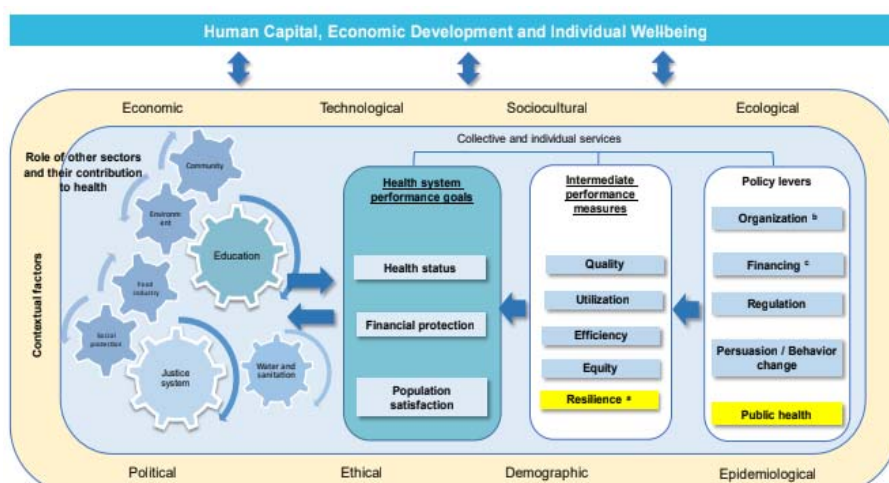 Human Capital, Economic Development and Individual Wellbeing
Economic
Technological
Sociocultural
Ecological
Collective and individual services
Role of other sectors
and their contribution
to health
Contextual factors
Community
Environm
ent
Education
Food
industry
Social
protection
Justice
system
Water and
sanitation
Health system
performance goals
Health status
Financial protection
Population
satisfaction
Intermediate
performance
measures
Quality
Utilization
Efficiency
Equity
Resilience ᵃ
Policy levers
Organization ᵇ
Financing ᶜ
Regulation
Persuasion / Behavior
change
Public health
Political
Ethical
Demographic
Epidemiological